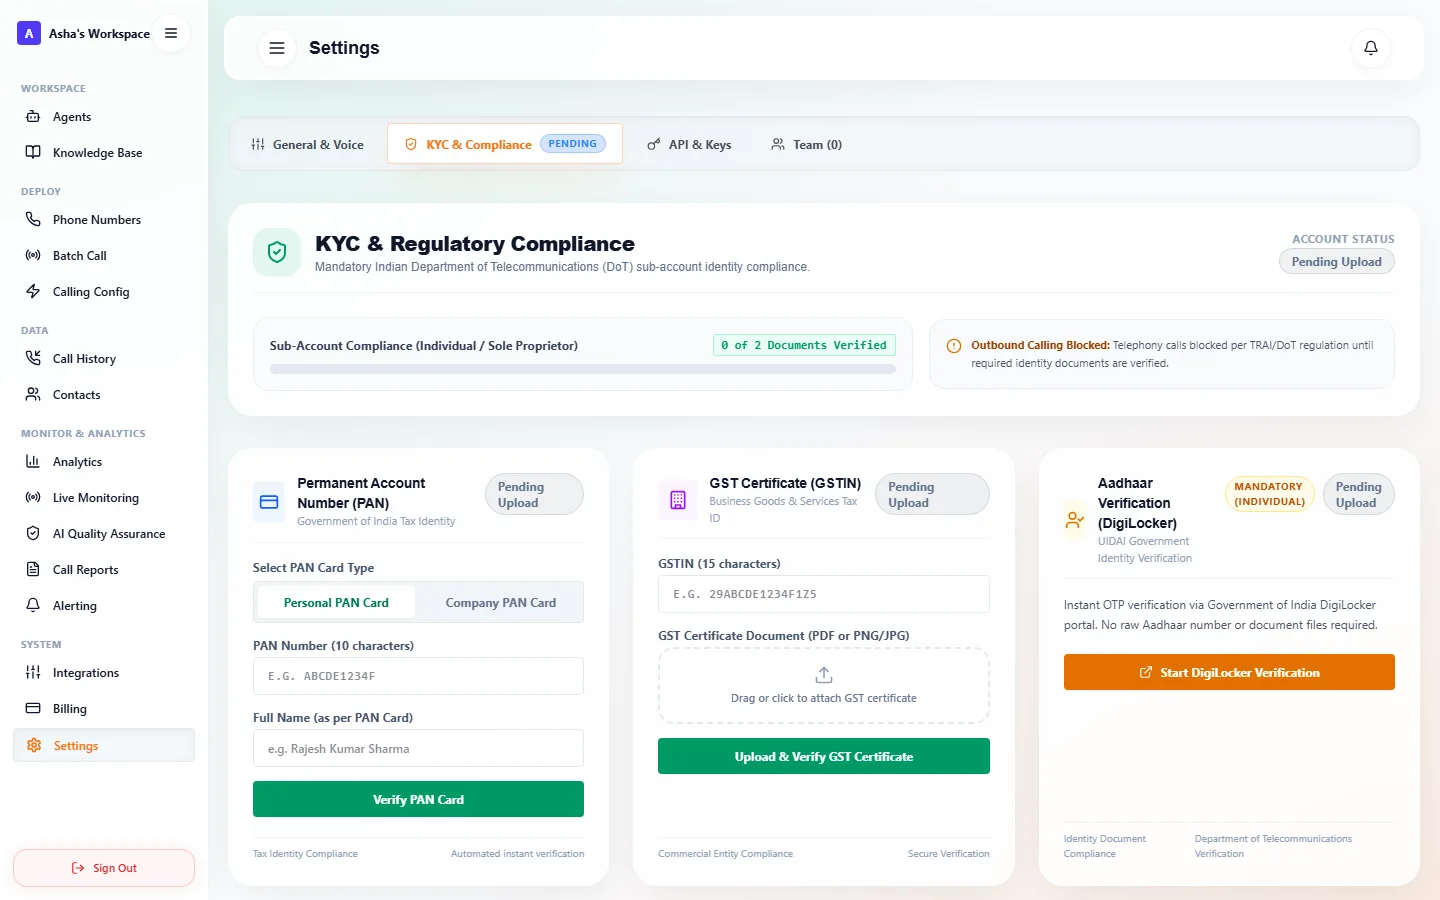 A Asha's Workspace
WORKSPACE
Agents
Knowledge Base
DEPLOY
Phone Numbers
Batch Call
Calling Config
DATA
Call History
Contacts
MONITOR & ANALYTICS
Analytics
Live Monitoring
AI Quality Assurance
Call Reports
Alerting
SYSTEM
Integrations
Billing
Settings
Sign Out
Settings
General & Voice
KYC & Compliance PENDING
API & Keys
Team (0)
KYC & Regulatory Compliance
Mandatory Indian Department of Telecommunications (DoT) sub-account identity compliance.
ACCOUNT STATUS
Pending Upload
Sub-Account Compliance (Individual / Sole Proprietor)
0 of 2 Documents Verified
Outbound Calling Blocked: Telephony calls blocked per TRAI/DoT regulation until
required identity documents are verified.
Permanent Account
Number (PAN)
Government of India Tax Identity
Pending
Upload
Select PAN Card Type
Personal PAN Card
Company PAN Card
PAN Number (10 characters)
E.G. ABCDE1234F
Full Name (as per PAN Card)
e.g. Rajesh Kumar Sharma
Verify PAN Card
Tax Identity Compliance
Automated instant verification
GST Certificate (GSTIN)
Business Goods & Services Tax
ID
Pending
Upload
GSTIN (15 characters)
E.G. 29ABCDE1234F1Z5
GST Certificate Document (PDF or PNG/JPG)
Drag or click to attach GST certificate
Upload & Verify GST Certificate
Commercial Entity Compliance
Secure Verification
Aadhaar
Verification
(DigiLocker)
UIDAI Government
Identity Verification
MANDATORY
(INDIVIDUAL)
Pending
Upload
Instant OTP verification via Government of India DigiLocker
portal. No raw Aadhaar number or document files required.
Start DigiLocker Verification
Identity Document
Compliance
Department of Telecommunications
Verification